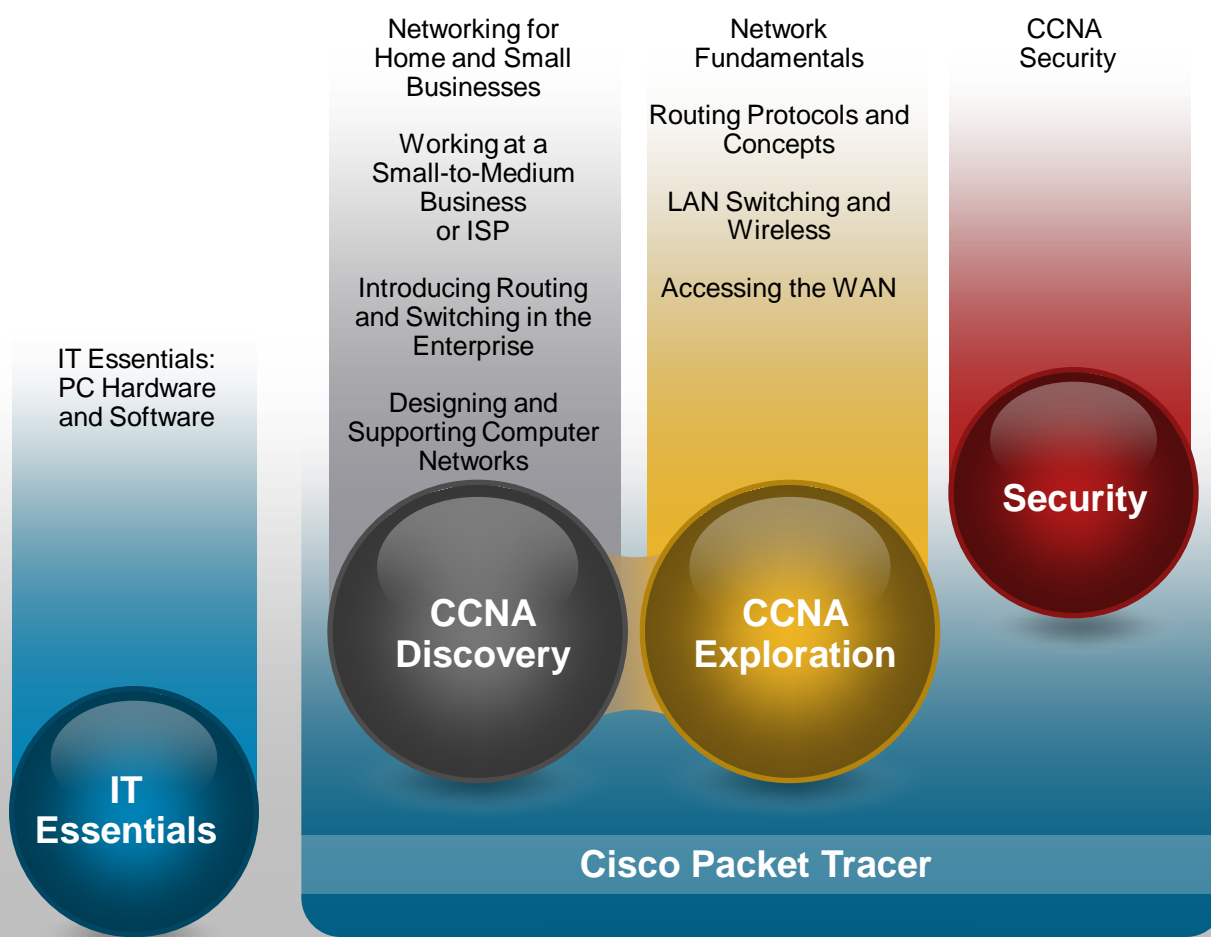 Networking for
Home and Small
Businesses
Working at a
Small-to-Medium
Business
or ISP
Introducing Routing
and Switching in the
Enterprise
Designing and
Supporting Computer
Networks
Network
Fundamentals
Routing Protocols and
Concepts
LAN Switching and
Wireless
Accessing the WAN
CCNA
Security
IT Essentials:
PC Hardware
and Software
IT
Essentials
CCNA
Discovery
CCNA
Exploration
Security
Cisco Packet Tracer